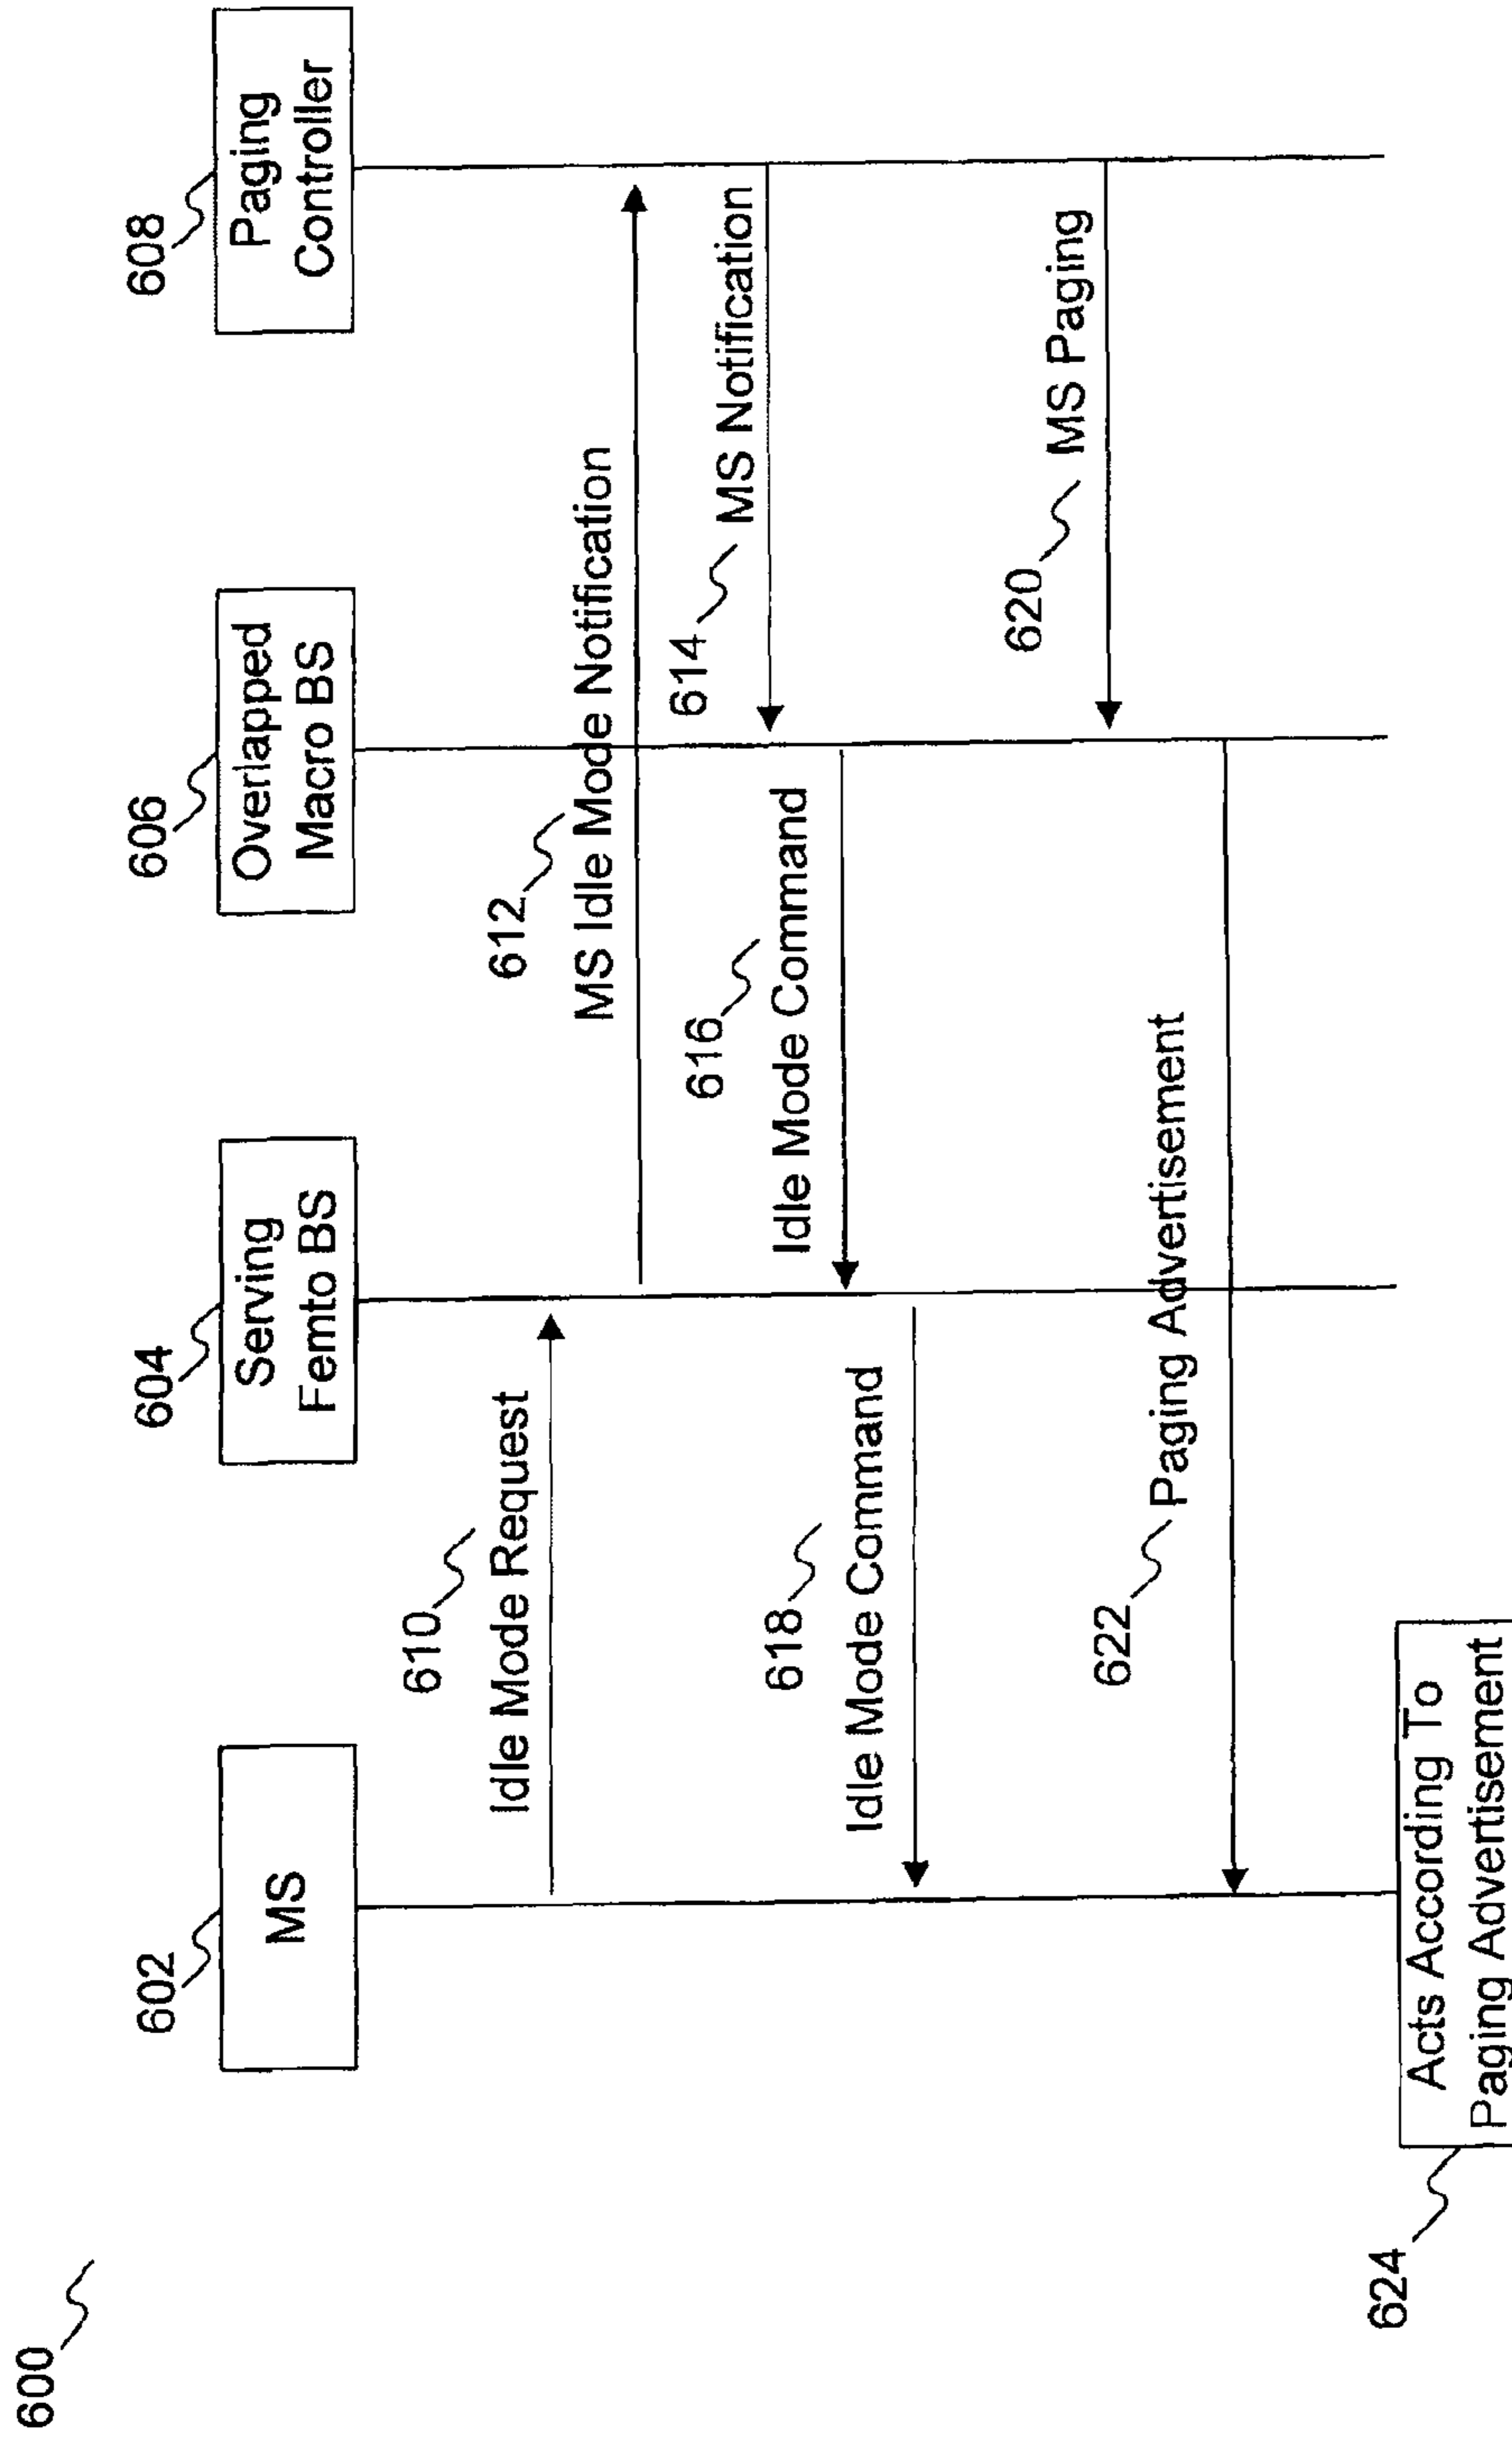 600
602
MS
604
Serving
Femto BS
606
Overlapped
Macro BS
608
Paging
Controller
610
Idle Mode Request
612
MS Idle Mode Notification
614
MS Notification
616
Idle Mode Command
618
Idle Mode Command
620
MS Paging
622
Paging Advertisement
624
Acts According To
Paging Advertisement